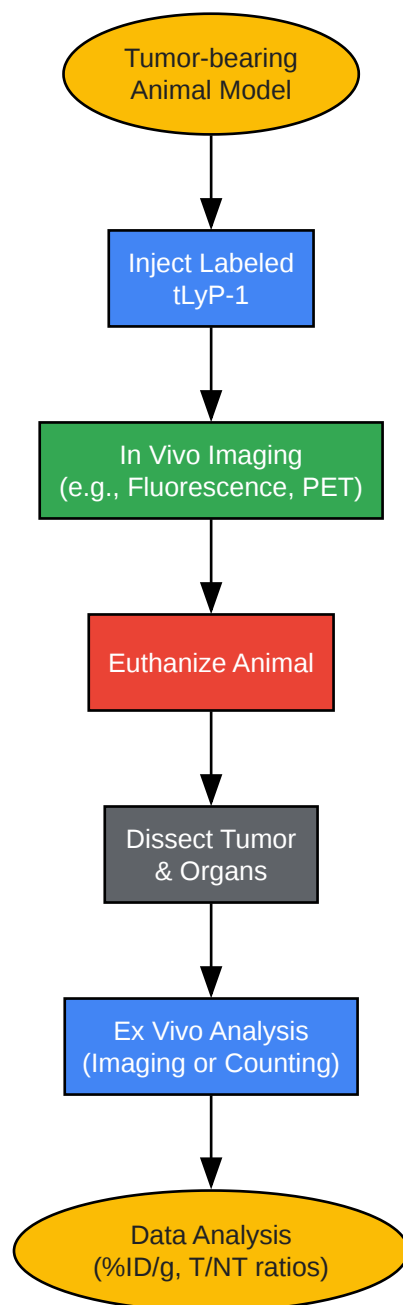 Tumor-bearing
Animal Model
Inject Labeled
tLyP-1
In Vivo Imaging
(e.g., Fluorescence, PET)
Euthanize Animal
Dissect Tumor
& Organs
Ex Vivo Analysis
(Imaging or Counting)
Data Analysis
(%ID/g, T/NT ratios)